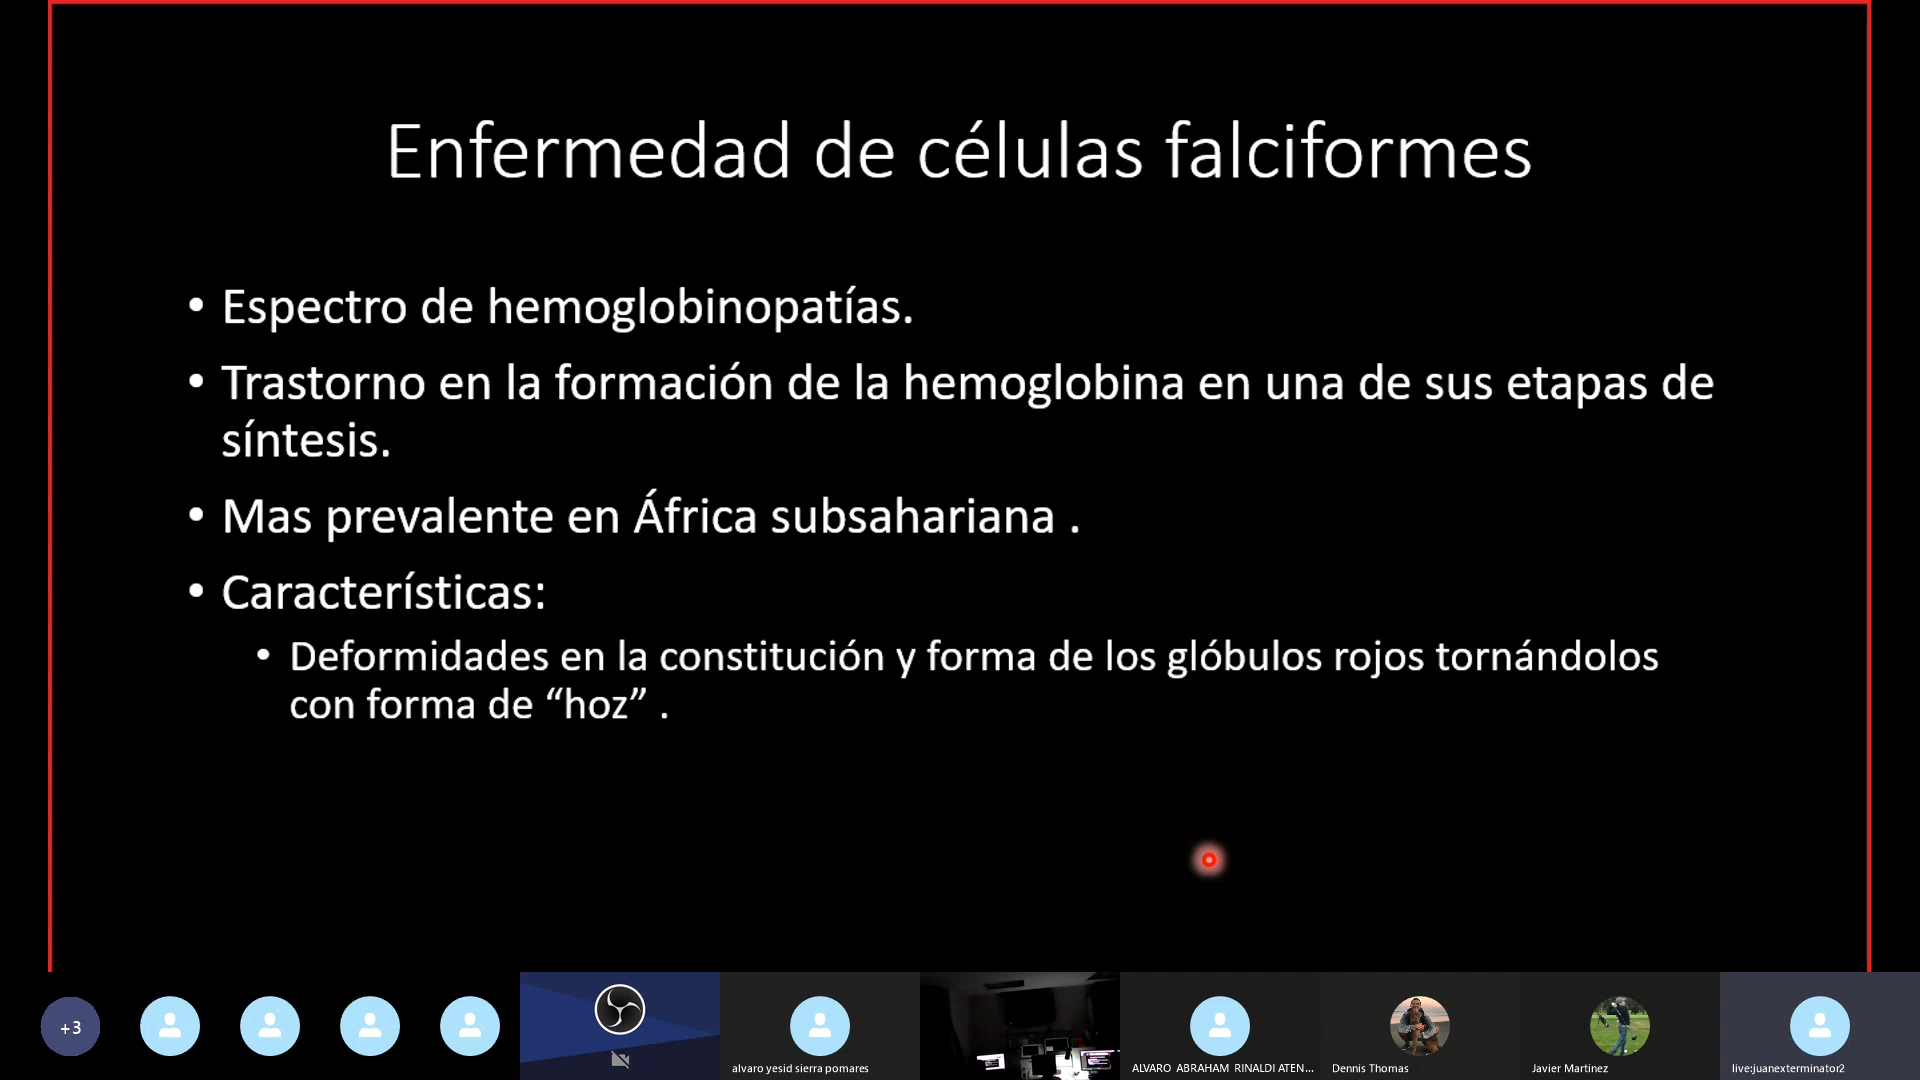 Enfermedad de células falciformes
• Espectro de hemoglobinopatías.
• Trastorno en la formación de la hemoglobina en una de sus etapas de
síntesis.
• Mas prevalente en África subsahariana .
• Características:
• Deformidades en la constitución y forma de los glóbulos rojos tornándolos
con forma de “hoz” .
+3
alvaro yesid sierra pomares
ALVARO ABRAHAM RINALDI ATEN...
Dennis Thomas
Javier Martinez
live:juanexterminator2